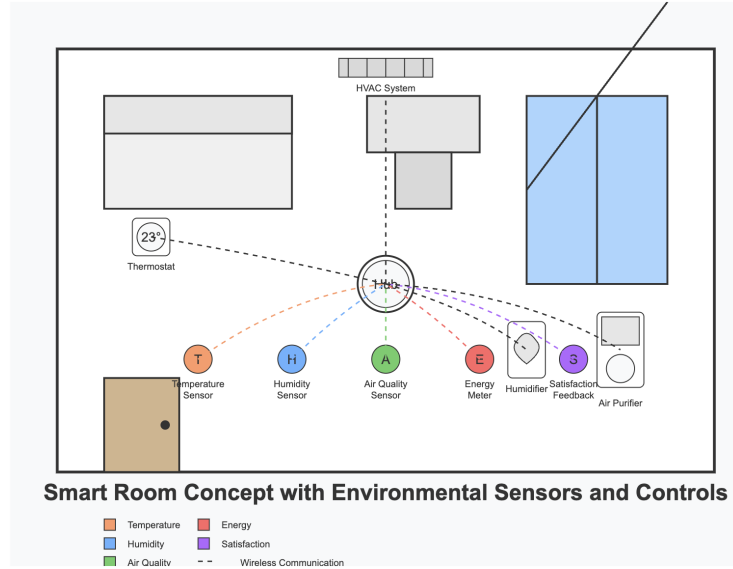 HVAC System
23°
Thermostat
Hub
T
H
A
E
S
Temperature
Sensor
Humidity
Sensor
Air Quality
Sensor
Energy
Meter
Humidifier
Satisfaction
Feedback
Air Purifier
Smart Room Concept with Environmental Sensors and Controls
Temperature
Energy
Humidity
Satisfaction
Air Quality
Wireless Communication